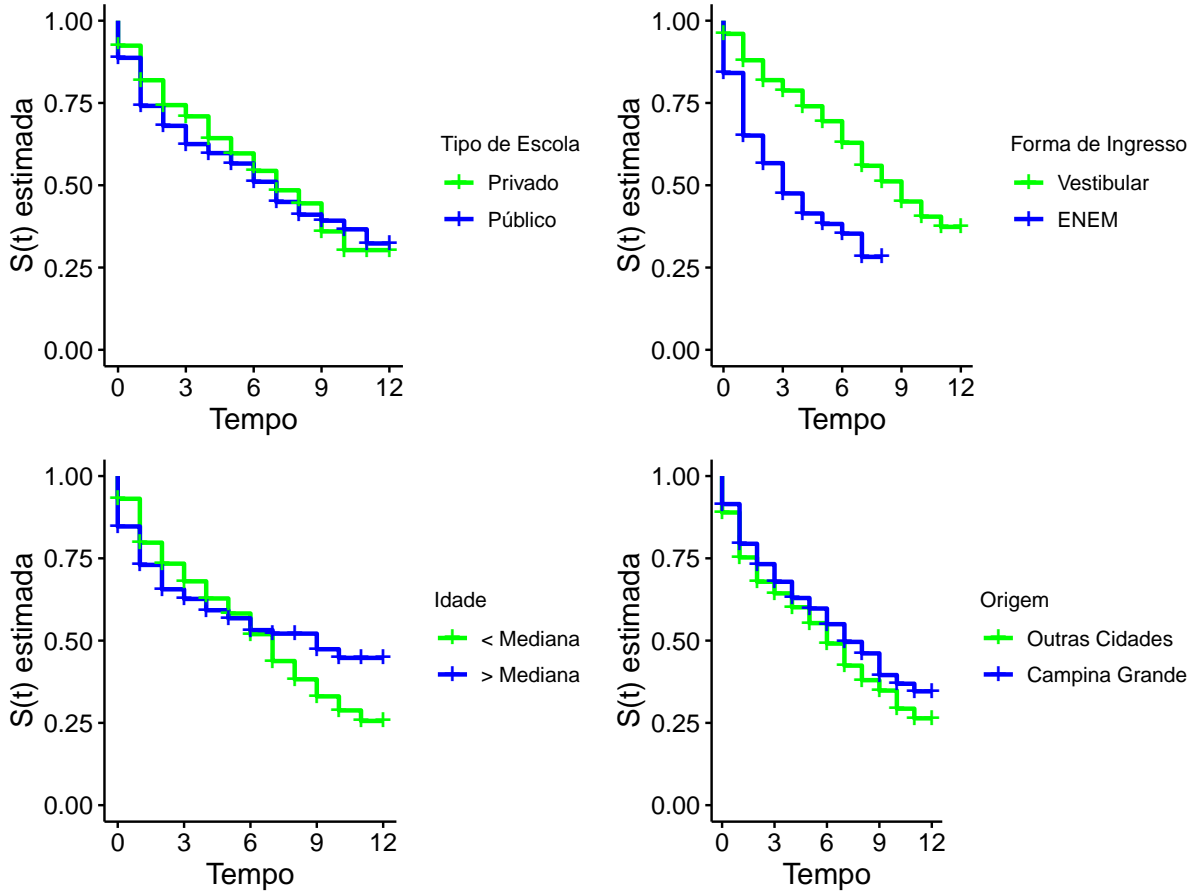 S(t) estimada
1.00
0.75
0.50
0.25
0.00
0 3 6 9 12
Tempo
Tipo de Escola
Privado
Público
S(t) estimada
1.00
0.75
0.50
0.25
0.00
0 3 6 9 12
Tempo
Forma de Ingresso
Vestibular
ENEM
S(t) estimada
1.00
0.75
0.50
0.25
0.00
0 3 6 9 12
Tempo
Idade
< Mediana
> Mediana
S(t) estimada
1.00
0.75
0.50
0.25
0.00
0 3 6 9 12
Tempo
Origem
Outras Cidades
Campina Grande